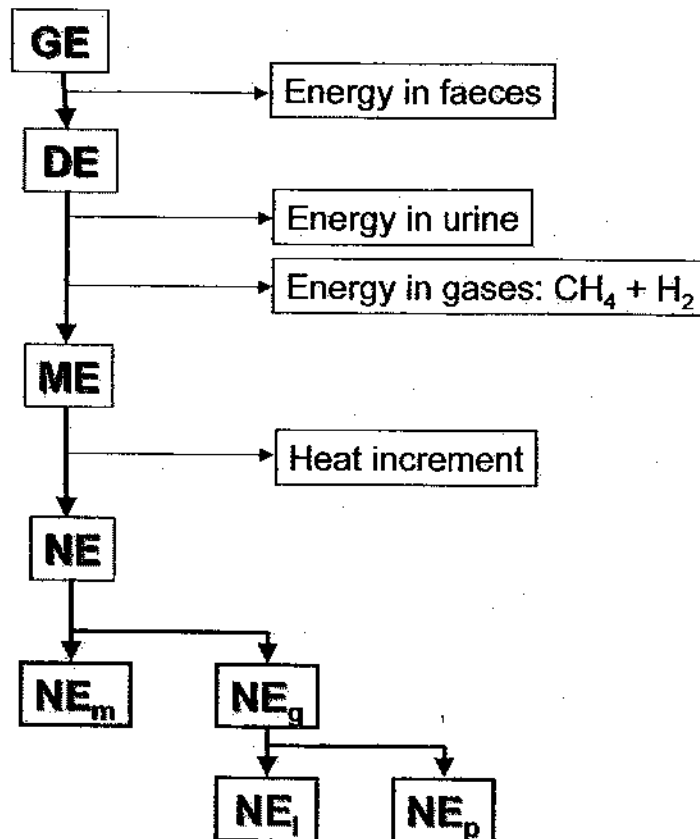 GE
Energy in faeces
DE
Energy in urine
Energy in gases: CH₄ + H₂
ME
Heat increment
NE
NEₘ NE_g
NEₗ NEₚ